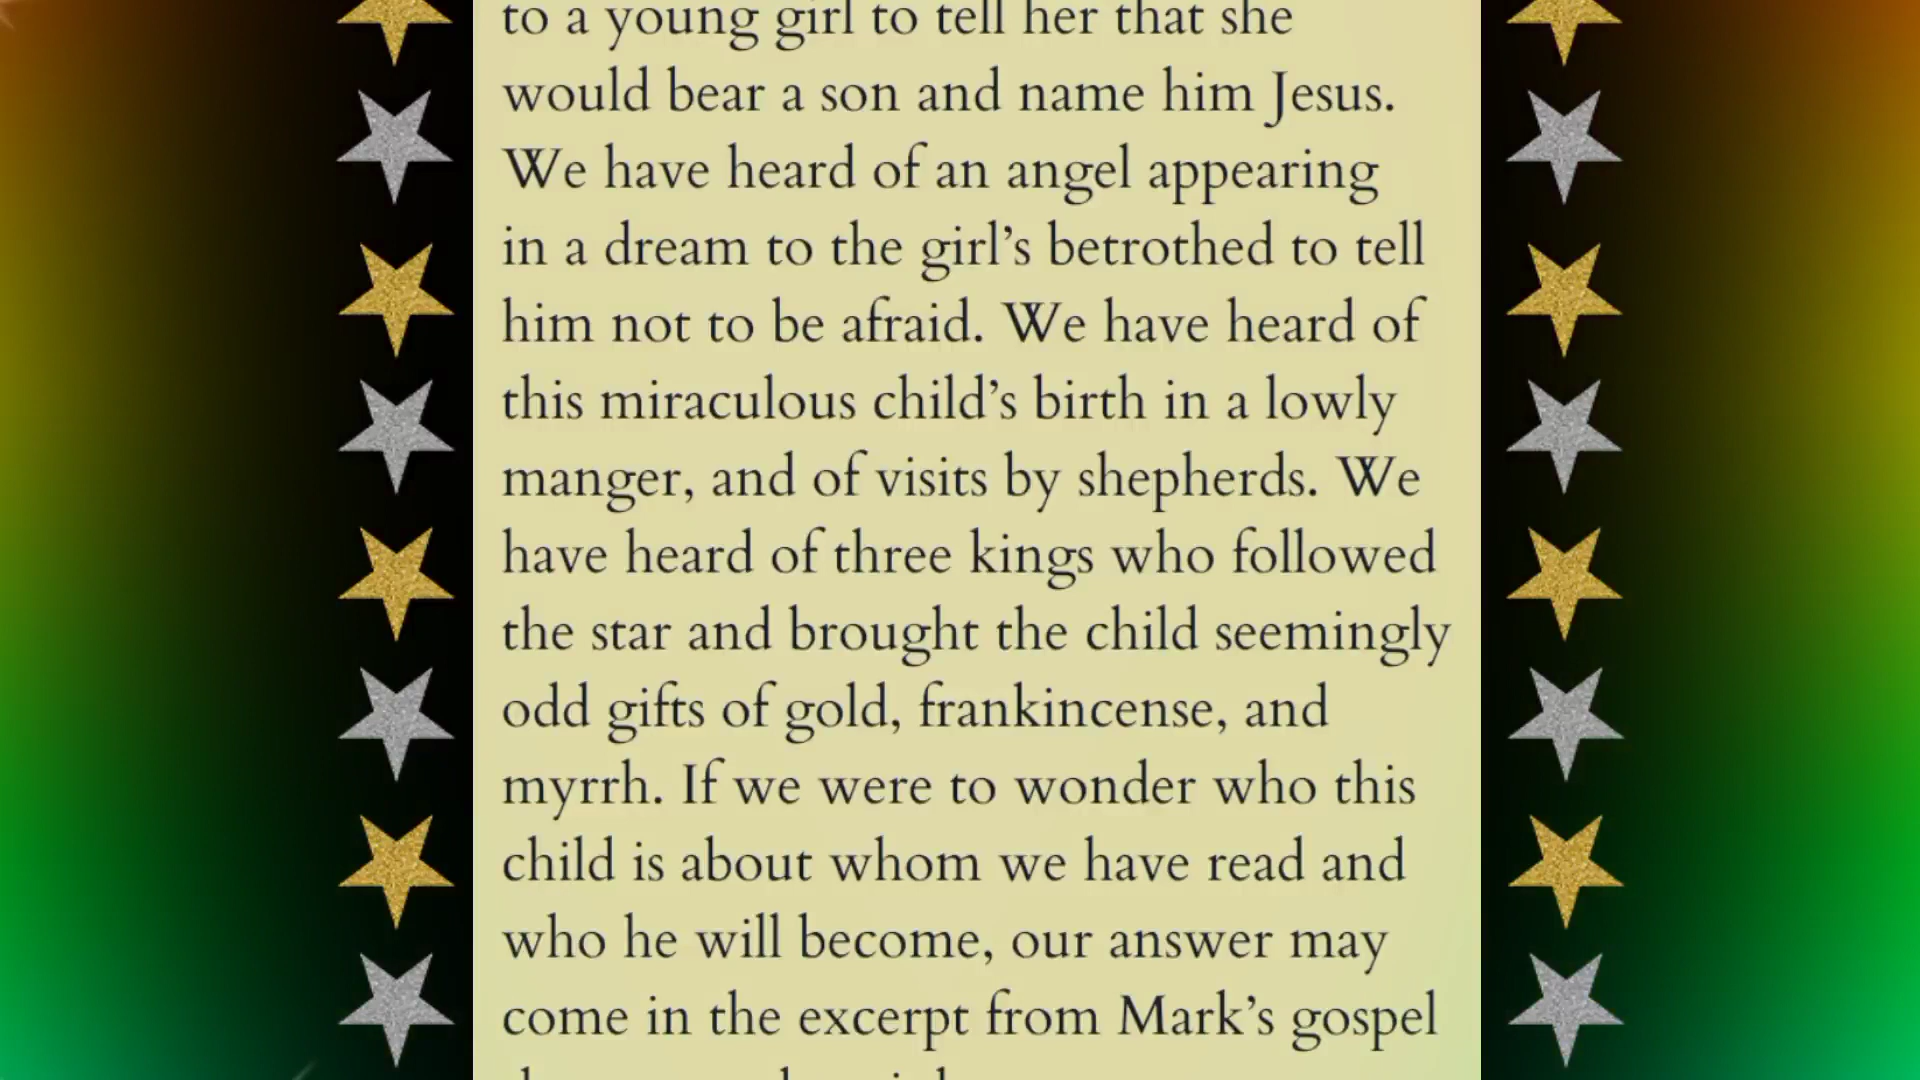 to a young girl to tell her that she
would bear a son and name him Jesus.
We have heard of an angel appearing
in a dream to the girl’s betrothed to tell
him not to be afraid. We have heard of
this miraculous child’s birth in a lowly
manger, and of visits by shepherds. We
have heard of three kings who followed
the star and brought the child seemingly
odd gifts of gold, frankincense, and
myrrh. If we were to wonder who this
child is about whom we have read and
who he will become, our answer may
come in the excerpt from Mark’s gospel